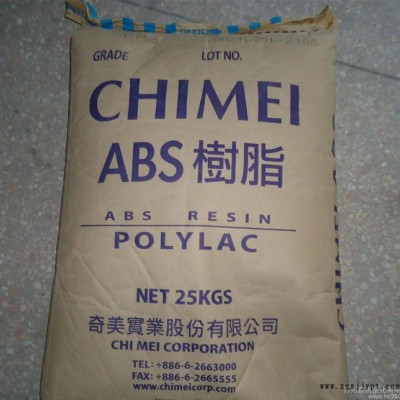 GRADE LOT NO.
CHIMEI
ABS 樹脂
ABS RESIN
POLYLAC
NET 25KGS
奇美實業股份有限公司
CHI MEI CORPORATION
TEL: +886-6-2663000
FAX: +886-6-2665555
www.chimeicorp.com
CHIMEI